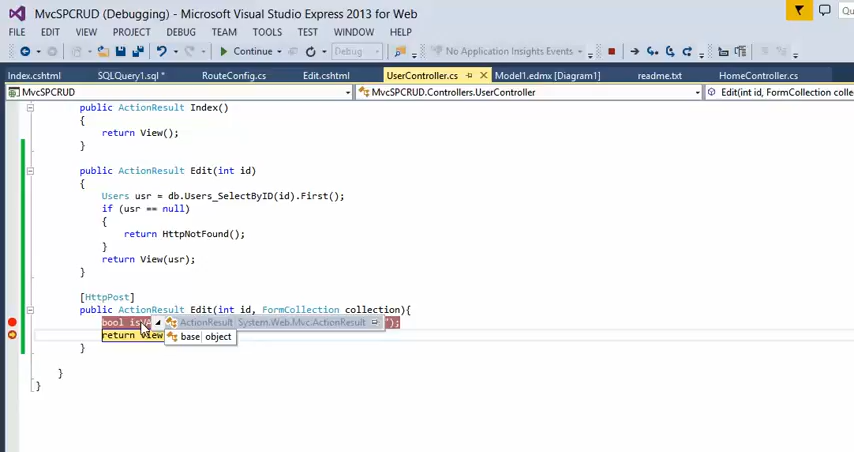 MvcSPCRUD (Debugging) - Microsoft Visual Studio Express 2013 for Web
FILE EDIT VIEW PROJECT DEBUG TEAM TOOLS TEST WINDOW HELP
Continue Debug No Application Insights Events
Index.cshtml SQLQuery1.sql * RouteConfig.cs Edit.cshtml UserController.cs Model1.edmx [Diagram1] readme.txt HomeController.cs
MvcSPCRUD MvcSPCRUD.Controllers.UserController Edit(int id, FormCollection colle
public ActionResult Index()
{
return View();
}
public ActionResult Edit(int id)
{
Users usr = db.Users_SelectByID(id).First();
if (usr == null)
{
return HttpNotFound();
}
return View(usr);
}
[HttpPost]
public ActionResult Edit(int id, FormCollection collection){
bool ActionResult System.Web.Mvc.ActionResult ");
return View base object
}
}
}